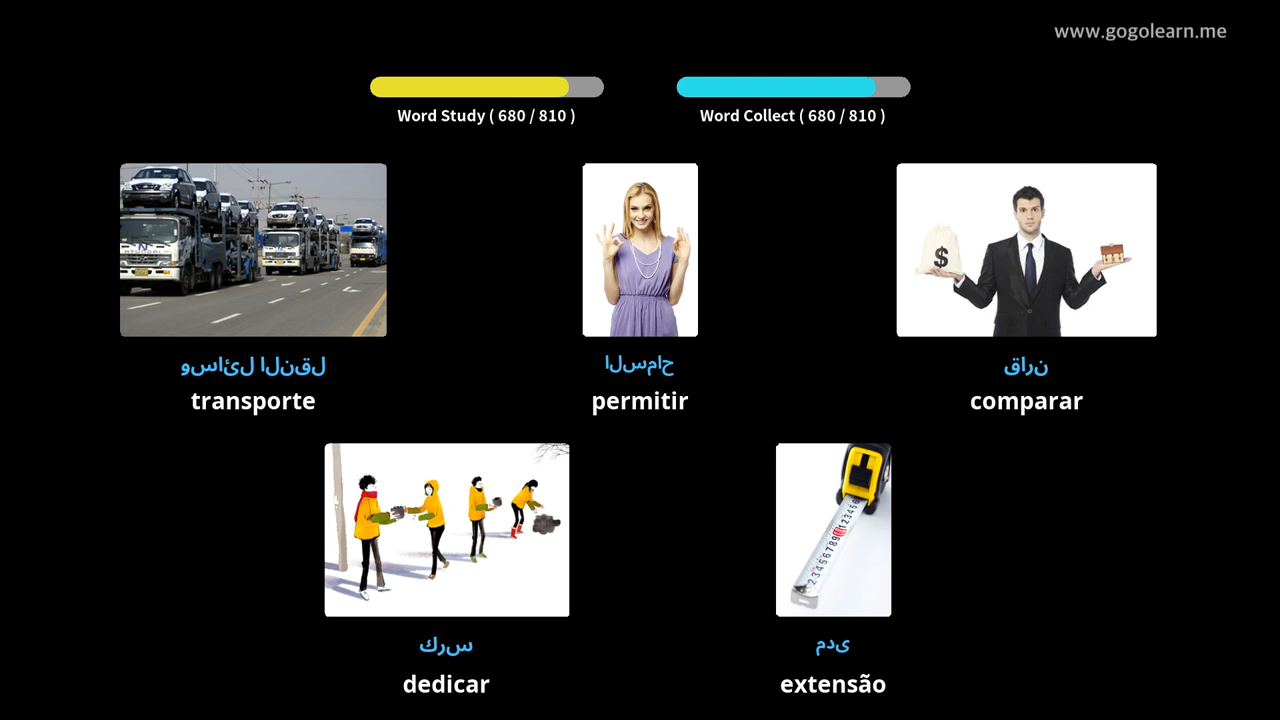 www.gogolearn.me
Word Study ( 680 / 810 )
Word Collect ( 680 / 810 )
وسائل النقل
السماح
قارن
transporte
permitir
comparar
$
كرس
مدى
dedicar
extensão